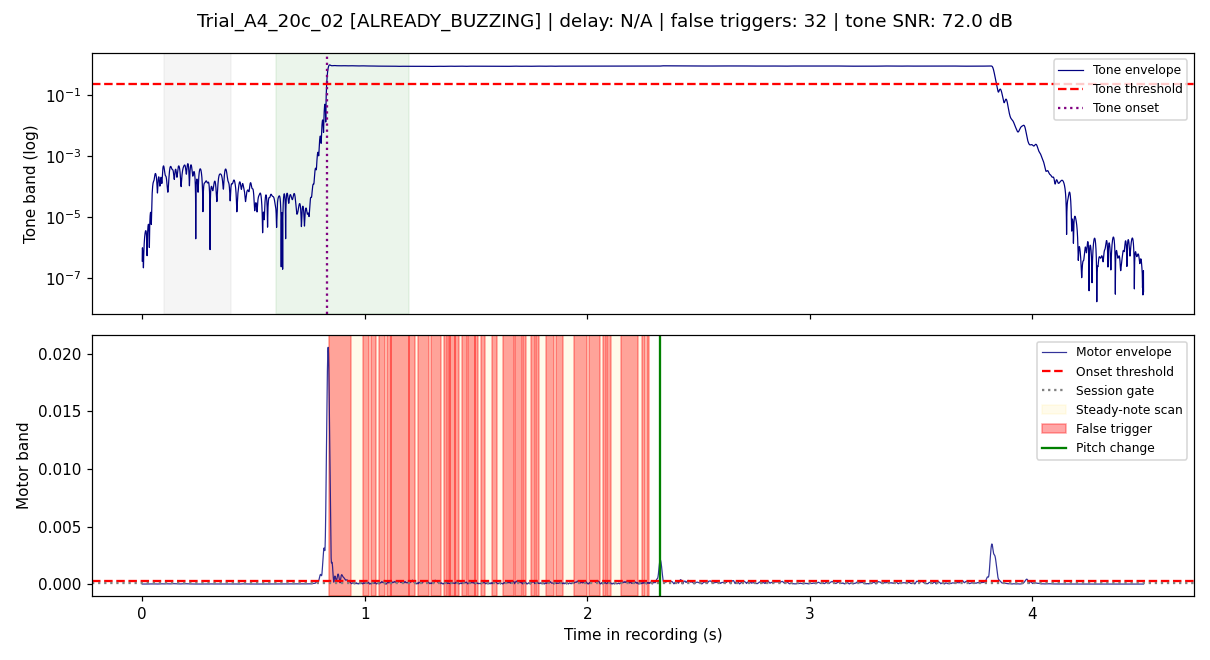 Trial_A4_20c_02 [ALREADY_BUZZING] | delay: N/A | false triggers: 32 | tone SNR: 72.0 dB
Tone band (log)
10⁻¹
10⁻³
10⁻⁵
10⁻⁷
Tone envelope
Tone threshold
Tone onset
Motor band
0.020
0.015
0.010
0.005
0.000
Motor envelope
Onset threshold
Session gate
Steady-note scan
False trigger
Pitch change
0 1 2 3 4
Time in recording (s)